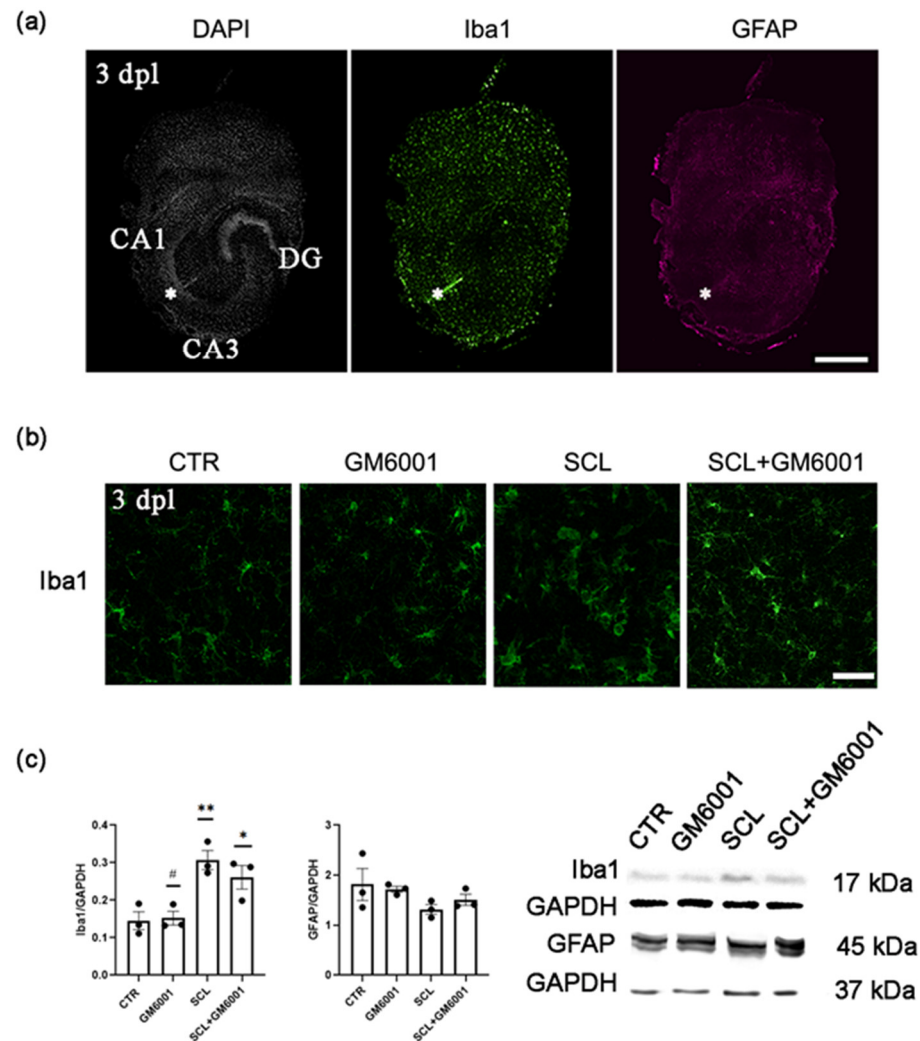 (a)
DAPI Iba1 GFAP
3 dpl
CA1
DG
*
*
*
CA3
(b)
CTR GM6001 SCL SCL+GM6001
3 dpl
Iba1
(c)
Iba1/GAPDH
0.4
0.3
0.2
0.1
0.0
#
**
*
CTR
GM6001
SCL
SCL+GM6001
GFAP/GAPDH
3
2
1
0
CTR
GM6001
SCL
SCL+GM6001
CTR
GM6001
SCL
SCL+GM6001
Iba1 17 kDa
GAPDH
GFAP 45 kDa
GAPDH 37 kDa